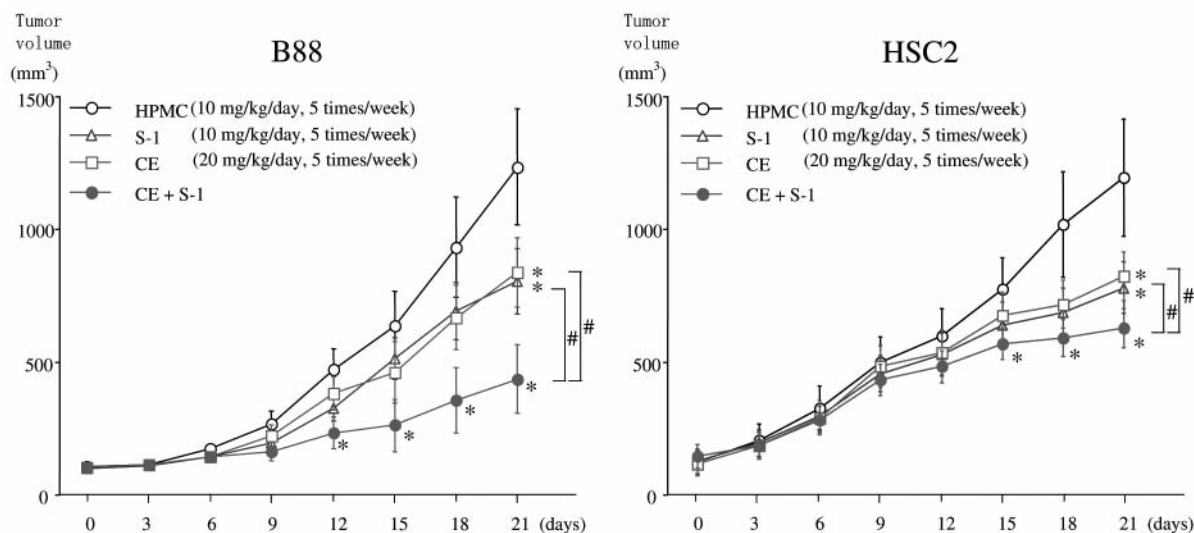 Tumor
volume
(mm³)
B88
1500
1000
500
0
HPMC (10 mg/kg/day, 5 times/week)
S-1 (10 mg/kg/day, 5 times/week)
CE (20 mg/kg/day, 5 times/week)
CE + S-1
*
*
*
*
*
*
#
#
0 3 6 9 12 15 18 21 (days)
Tumor
volume
(mm³)
HSC2
1500
1000
500
0
HPMC (10 mg/kg/day, 5 times/week)
S-1 (10 mg/kg/day, 5 times/week)
CE (20 mg/kg/day, 5 times/week)
CE + S-1
*
*
*
*
*
#
#
0 3 6 9 12 15 18 21 (days)